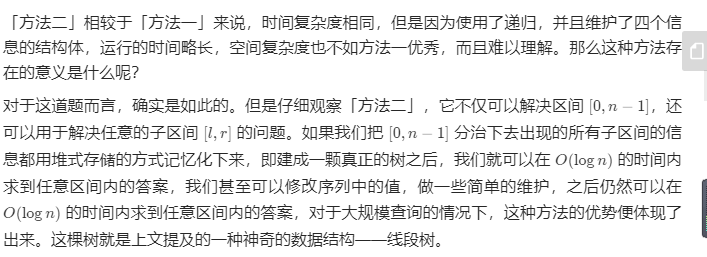 「方法二」相较于「方法一」来说，时间复杂度相同，但是因为使用了递归，并且维护了四个信
息的结构体，运行的时间略长，空间复杂度也不如方法一优秀，而且难以理解。那么这种方法存
在的意义是什么呢？
对于这道题而言，确实是如此的。但是仔细观察「方法二」，它不仅可以解决区间 [0, n − 1]，还
可以用于解决任意的子区间 [l, r] 的问题。如果我们把 [0, n − 1] 分治下去出现的所有子区间的信
息都用堆式存储的方式记忆化下来，即建成一颗真正的树之后，我们就可以在 O(log n) 的时间内
求到任意区间内的答案，我们甚至可以修改序列中的值，做一些简单的维护，之后仍然可以在
O(log n) 的时间内求到任意区间内的答案，对于大规模查询的情况下，这种方法的优势便体现了
出来。这棵树就是上文提及的一种神奇的数据结构——线段树。